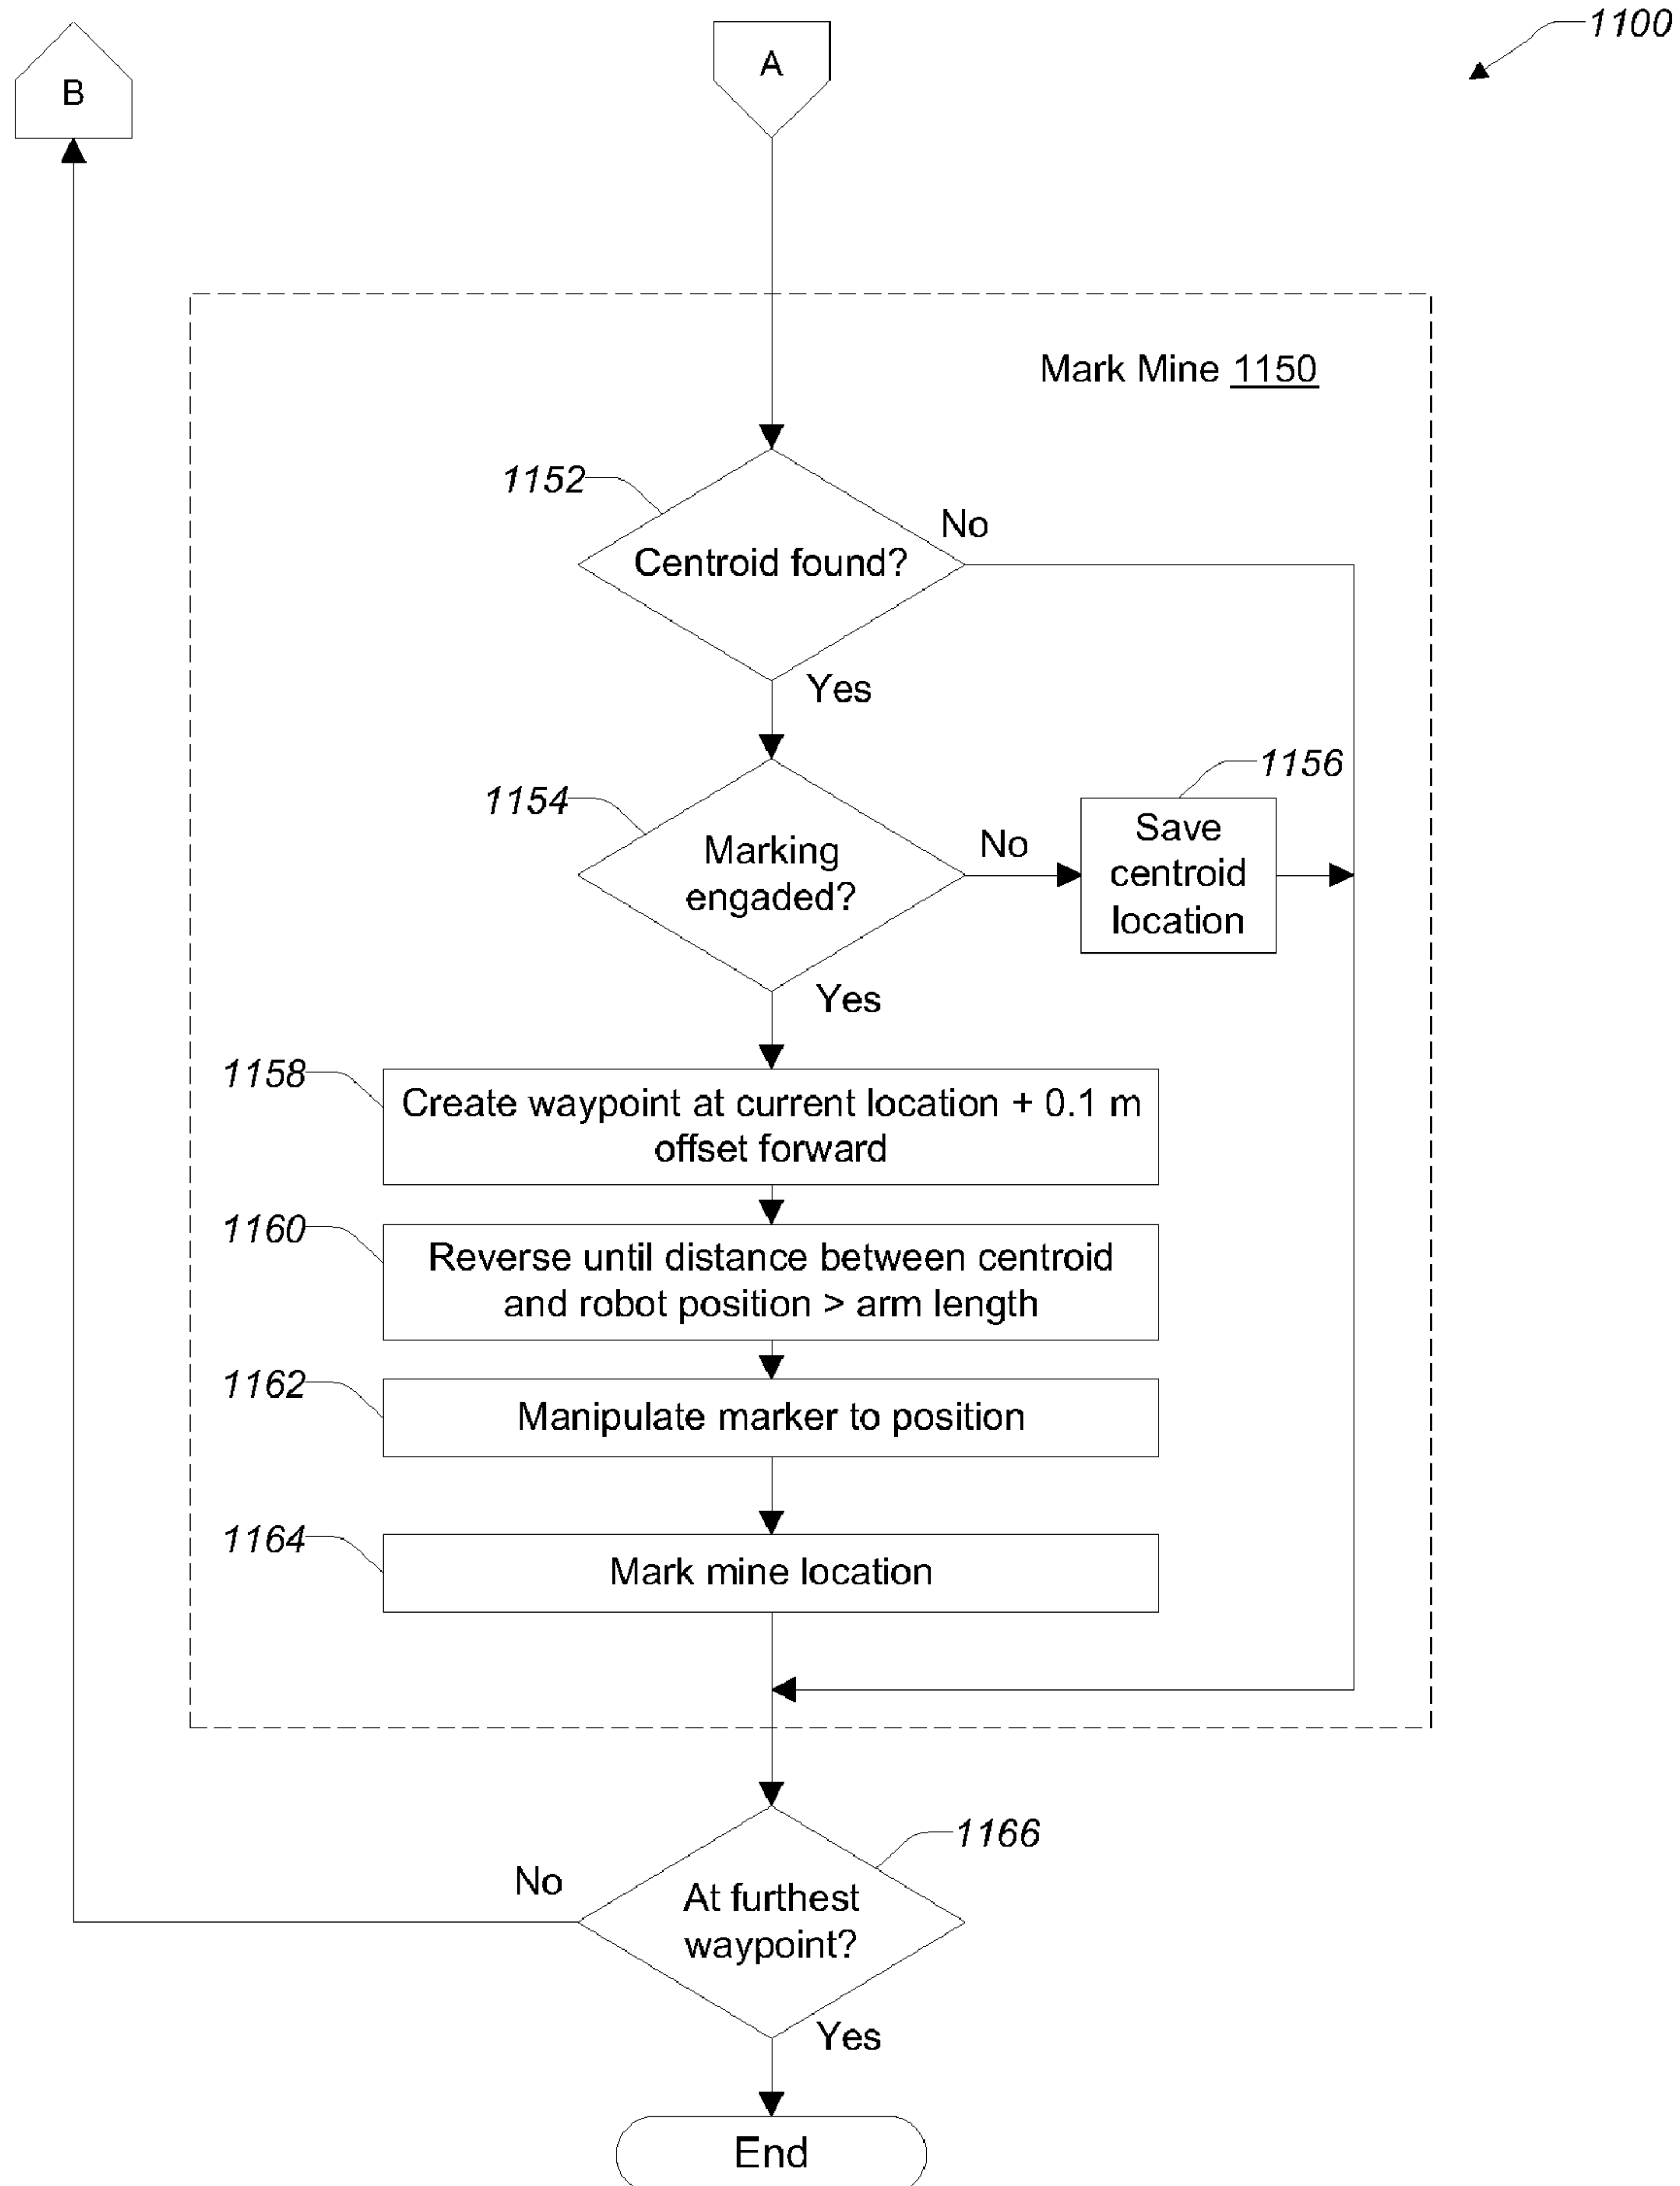 1100
B
A
Mark Mine 1150
1152
No
Centroid found?
Yes
1156
1154
Marking
engaded?
No
Save
centroid
location
Yes
1158
Create waypoint at current location + 0.1 m
offset forward
1160
Reverse until distance between centroid
and robot position > arm length
1162
Manipulate marker to position
1164
Mark mine location
1166
No
At furthest
waypoint?
Yes
End